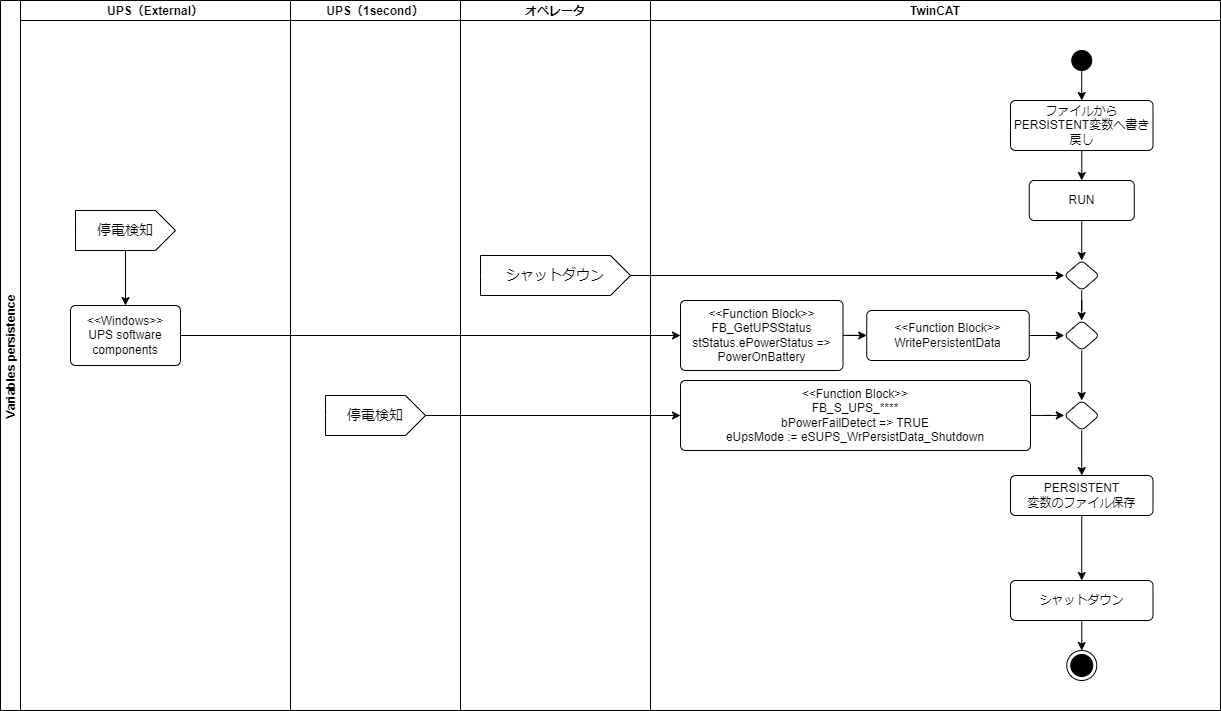 UPS（External）
UPS（1second）
オペレータ
TwinCAT
Variables persistence
ファイルから
PERSISTENT変数へ書き
戻し
RUN
停電検知
シャットダウン
<<Windows>>
UPS software
components
<<Function Block>>
FB_GetUPSStatus
stStatus.ePowerStatus =>
PowerOnBattery
<<Function Block>>
WritePersistentData
停電検知
<<Function Block>>
FB_S_UPS_****
bPowerFailDetect => TRUE
eUpsMode := eSUPS_WrPersistData_Shutdown
PERSISTENT
変数のファイル保存
シャットダウン